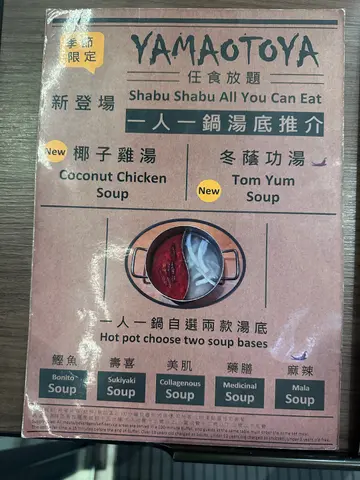 季節
限定
YAMAOTOYA
任食放題
新登場
Shabu Shabu All You Can Eat
一人一鍋湯底推介
New
椰子雞湯
Coconut Chicken
Soup
冬蔭功湯
New
Tom Yum
Soup
一人一鍋自選兩款湯底
Hot pot choose two soup bases
鰹魚
Bonito
Soup
壽喜
Sukiyaki
Soup
美肌
Collagenous
Soup
藥膳
Medicinal
Soup
麻辣
Mala
Soup